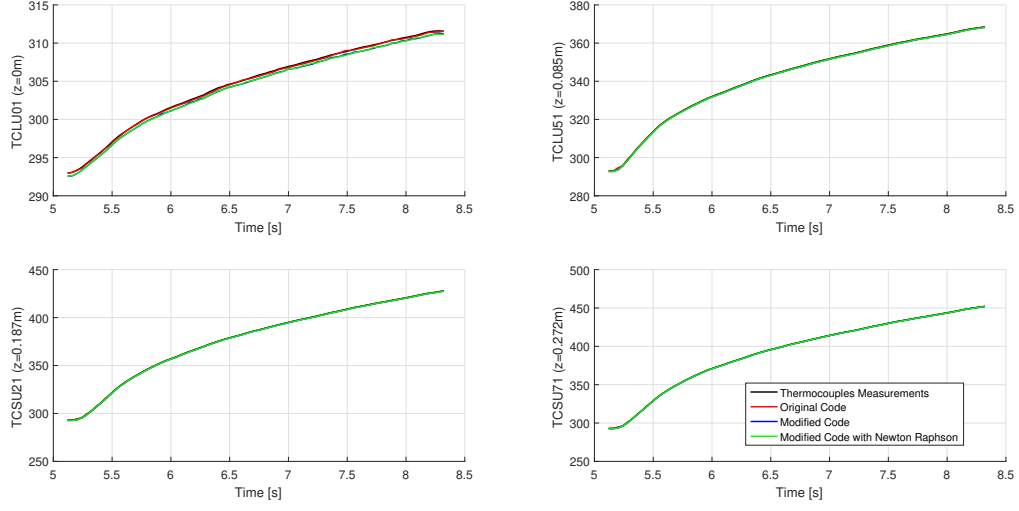 315
310
305
300
295
290
TCLU01 (z=0m)
5 5.5 6 6.5 7 7.5 8 8.5
Time [s]
380
360
340
320
300
280
TCLU51 (z=0.085m)
5 5.5 6 6.5 7 7.5 8 8.5
Time [s]
450
400
350
300
250
TCSU21 (z=0.187m)
5 5.5 6 6.5 7 7.5 8 8.5
Time [s]
500
450
400
350
300
250
TCSU71 (z=0.272m)
Thermocouples Measurements
Original Code
Modified Code
Modified Code with Newton Raphson
5 5.5 6 6.5 7 7.5 8 8.5
Time [s]